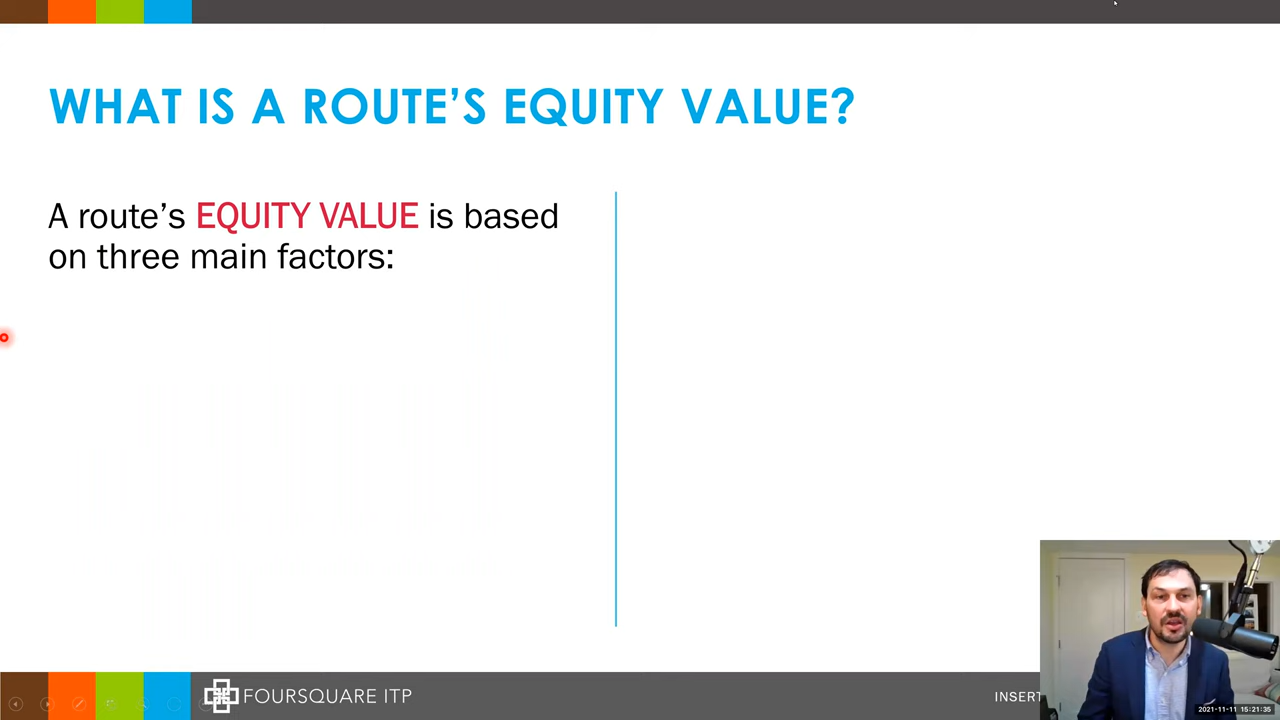 WHAT IS A ROUTE’S EQUITY VALUE?
A route’s EQUITY VALUE is based
on three main factors:
FOURSQUARE ITP
INSERT
2021-11-11 15:21:35